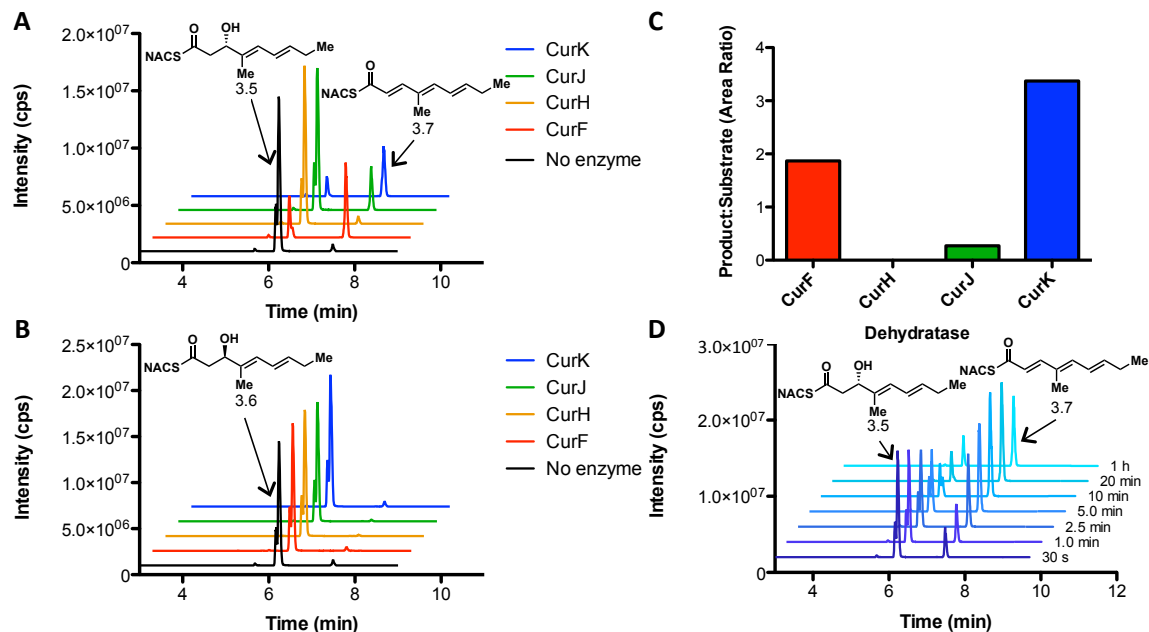 A
2.0×10⁰⁷
1.5×10⁰⁷
1.0×10⁰⁷
5.0×10⁰⁶
0
Intensity (cps)
4 6 8 10
Time (min)
O OH
NACS Me
Me
3.5
O
NACS Me
Me
3.7
CurK
CurJ
CurH
CurF
No enzyme
B
2.5×10⁰⁷
2.0×10⁰⁷
1.5×10⁰⁷
1.0×10⁰⁷
5.0×10⁰⁶
0
Intensity (cps)
4 6 8 10
Time (min)
O OH
NACS Me
Me
3.6
CurK
CurJ
CurH
CurF
No enzyme
C
4
3
2
1
0
Product:Substrate (Area Ratio)
CurF CurH CurJ CurK
Dehydratase
D
3.0×10⁰⁷
2.0×10⁰⁷
1.0×10⁰⁷
0
Intensity (cps)
4 6 8 10 12
Time (min)
O OH
NACS Me
Me
3.5
O
NACS Me
Me
3.7
1 h
20 min
10 min
5.0 min
2.5 min
1.0 min
30 s